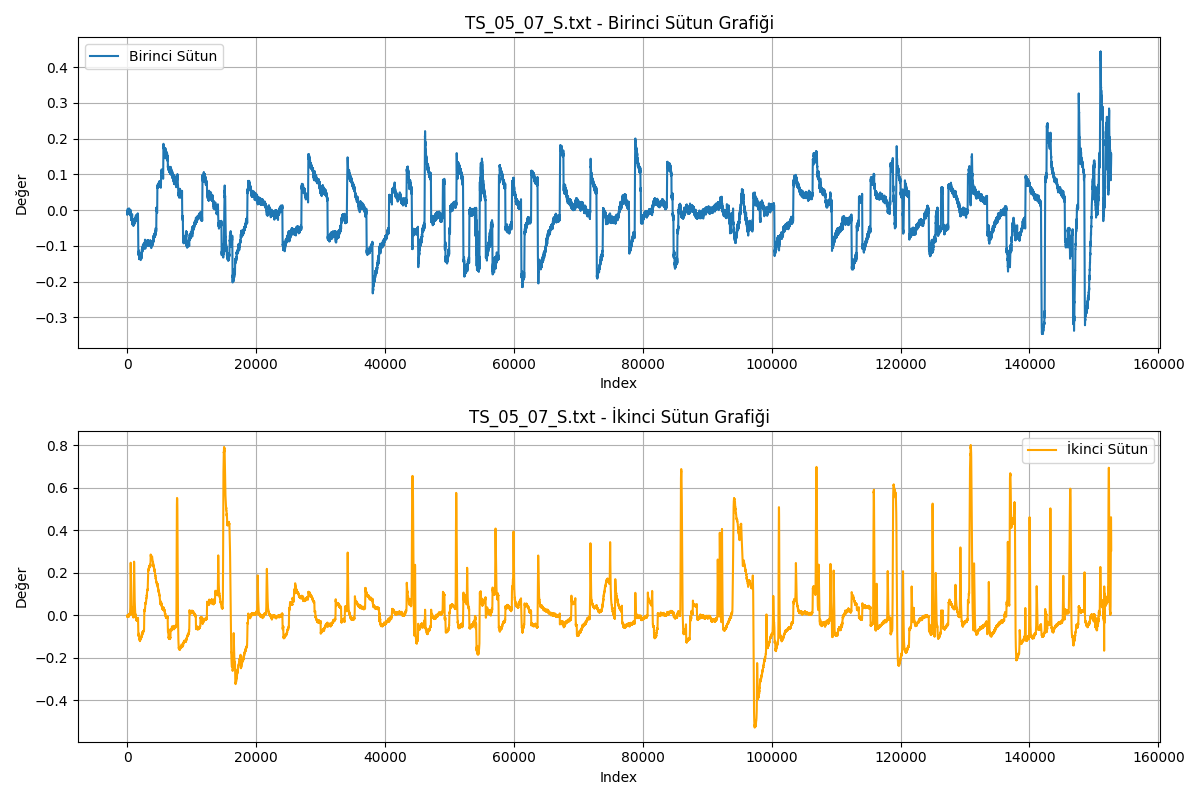 TS_05_07_S.txt - Birinci Sütun Grafiği
Birinci Sütun
Değer
0.4
0.3
0.2
0.1
0.0
−0.1
−0.2
−0.3
0 20000 40000 60000 80000 100000 120000 140000 160000
Index
TS_05_07_S.txt - İkinci Sütun Grafiği
İkinci Sütun
Değer
0.8
0.6
0.4
0.2
0.0
−0.2
−0.4
0 20000 40000 60000 80000 100000 120000 140000 160000
Index